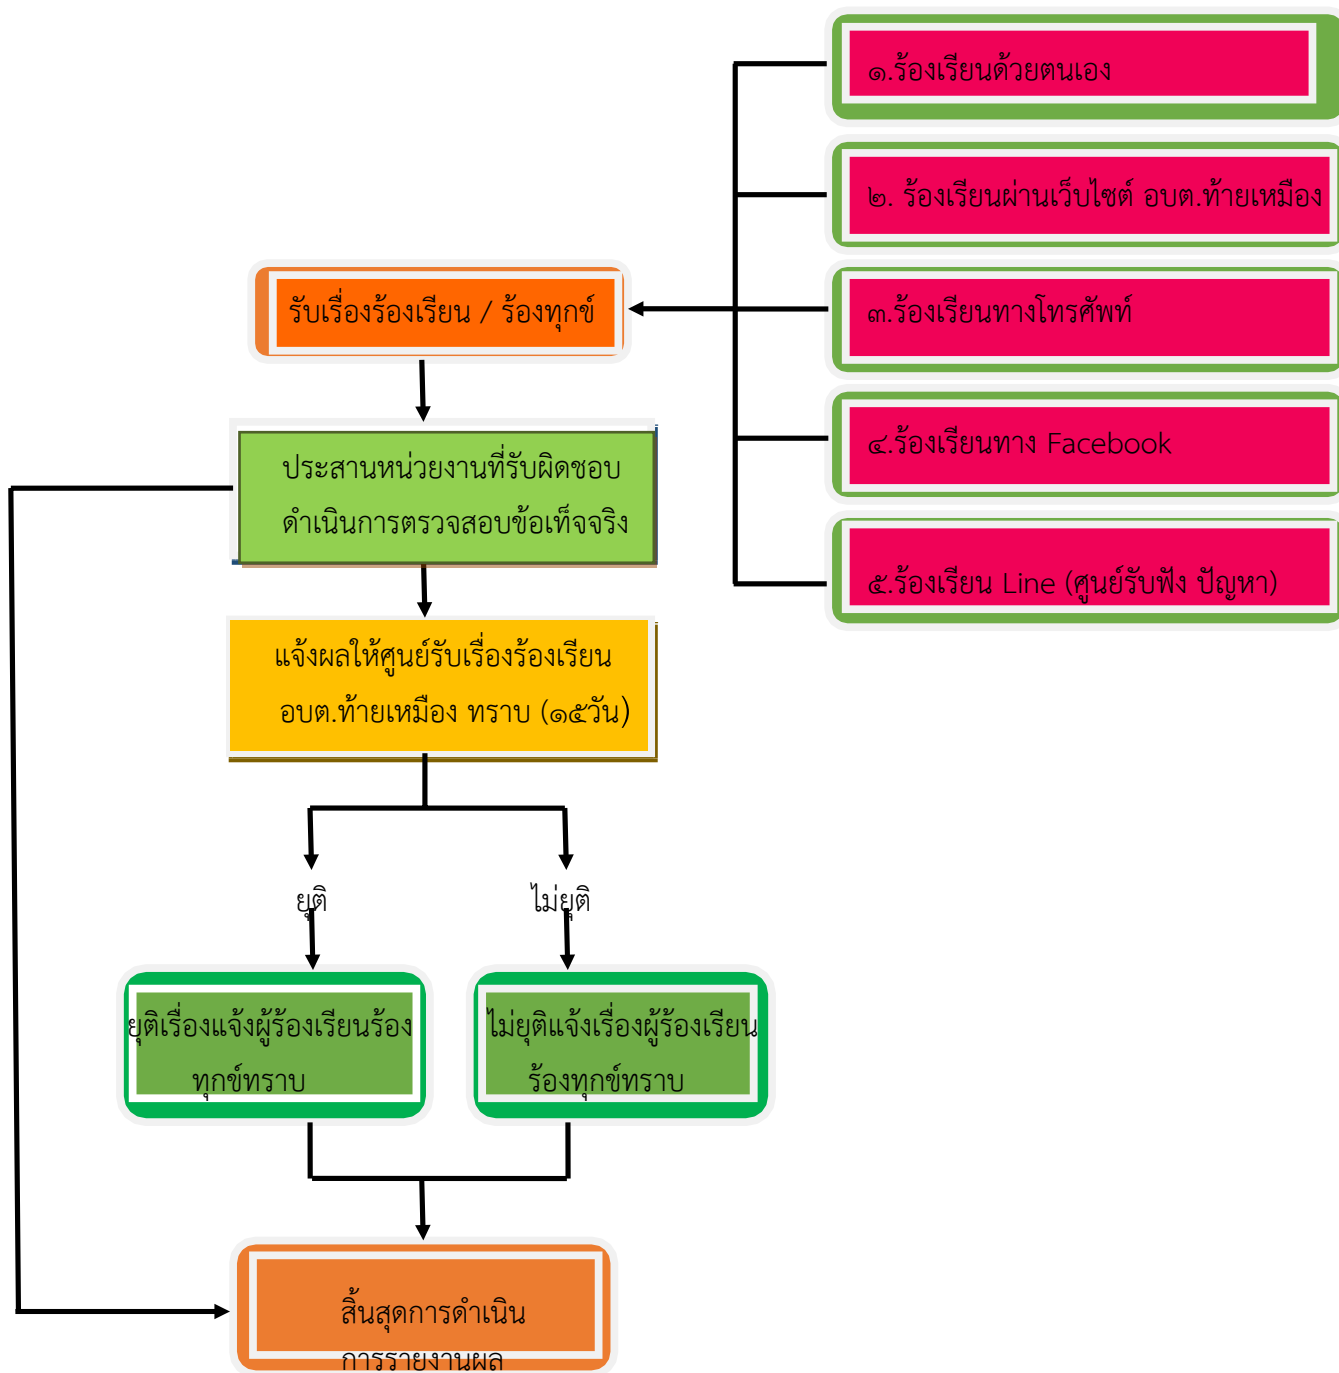 ๑.ร้องเรียนด้วยตนเอง
๒. ร้องเรียนผ่านเว็บไซต์ อบต.ท้ายเหมือง
๓.ร้องเรียนทางโทรศัพท์
๔.ร้องเรียนทาง Facebook
๕.ร้องเรียน Line (ศูนย์รับฟัง ปัญหา)
รับเรื่องร้องเรียน / ร้องทุกข์
ประสานหน่วยงานที่รับผิดชอบ
ดำเนินการตรวจสอบข้อเท็จจริง
แจ้งผลให้ศูนย์รับเรื่องร้องเรียน
อบต.ท้ายเหมือง ทราบ (๑๕วัน)
ยุติ
ไม่ยุติ
ยุติเรื่องแจ้งผู้ร้องเรียนร้อง
ทุกข์ทราบ
ไม่ยุติแจ้งเรื่องผู้ร้องเรียน
ร้องทุกข์ทราบ
สิ้นสุดการดำเนิน
การรายงานผล